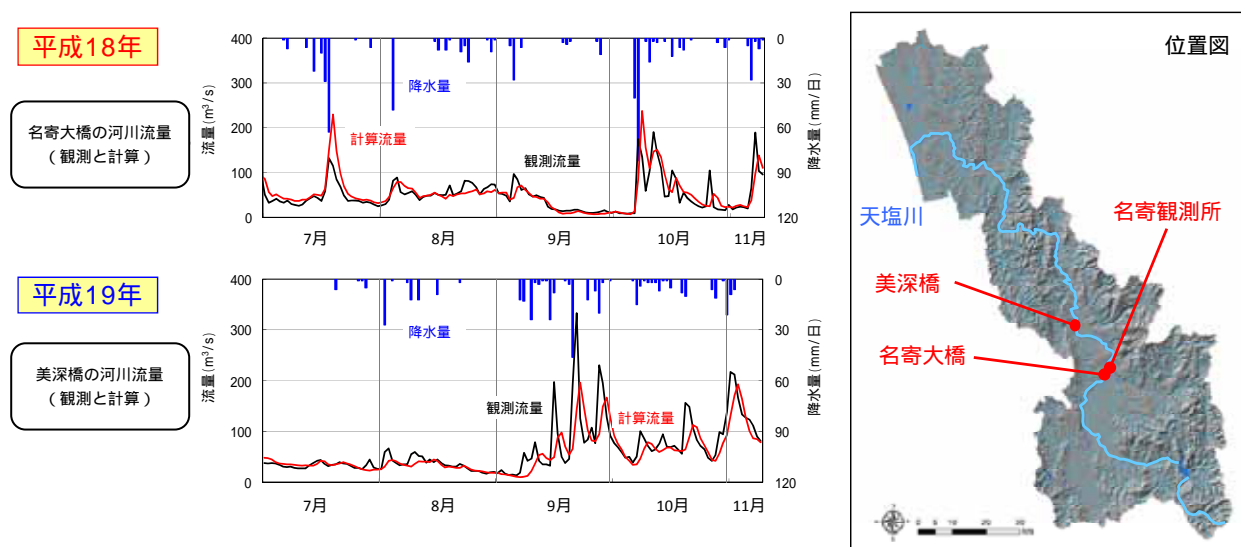 平成18年
名寄大橋の河川流量
(観測と計算)
流量(m³/s)
400
300
200
100
0
降水量
計算流量
観測流量
0
30
60
90
120
降水量(mm/日)
7月
8月
9月
10月
11月
平成19年
美深橋の河川流量
(観測と計算)
流量(m³/s)
400
300
200
100
0
降水量
観測流量
計算流量
0
30
60
90
120
降水量(mm/日)
7月
8月
9月
10月
11月
位置図
天塩川
名寄観測所
美深橋
名寄大橋
0 5 10 20 30